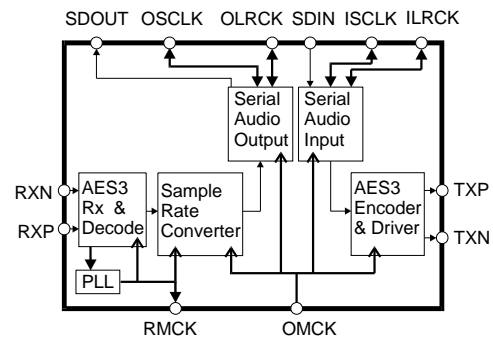 SDOUT OSCLK OLRCK SDIN ISCLK ILRCK
Serial
Audio
Output
Serial
Audio
Input
RXN
RXP
AES3
Rx &
Decode
Sample
Rate
Converter
AES3
Encoder
& Driver
TXP
TXN
PLL
RMCK OMCK